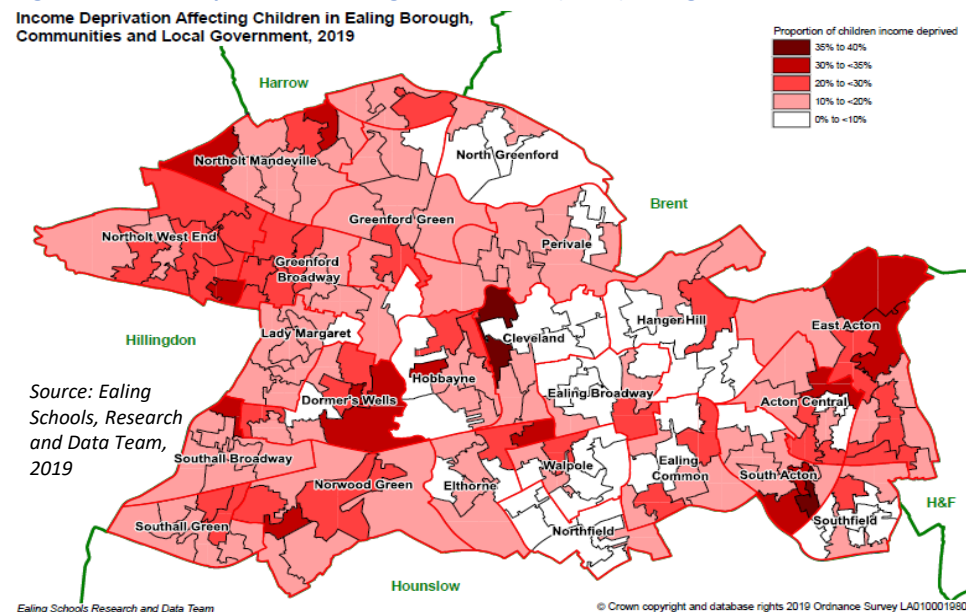 Income Deprivation Affecting Children in Ealing Borough,
Communities and Local Government, 2019
Proportion of children income deprived
35% to 40%
30% to <35%
20% to <30%
10% to <20%
0% to <10%
Harrow
North Greenford
Northolt Mandeville
Brent
Greenford Green
Northolt West End
Perivale
Greenford
Broadway
Hanger Hill
East Acton
Lady Margaret
Cleveland
Hillingdon
Hobbayne
Ealing Broadway
Dormer's Wells
Acton Central
Source: Ealing
Schools, Research
and Data Team,
2019
Southall Broadway
Walpole
Ealing
Common
South Acton
Norwood Green
Elthorne
H&F
Southall Green
Northfield
Southfield
Hounslow
Ealing Schools Research and Data Team
© Crown copyright and database rights 2019 Ordnance Survey LA010001980